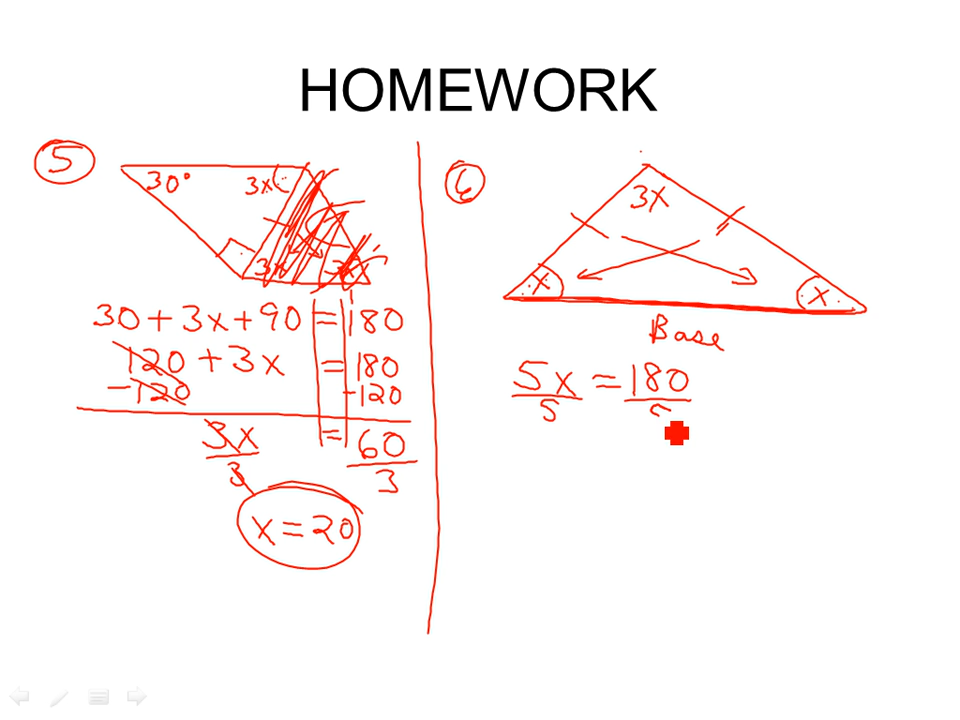 HOMEWORK
5
30°
3x
30 + 3x + 90 = 180
120 + 3x = 180
-120 -120
3x = 60
3 3
x = 20
6
3x
x
x
Base
5x = 180
5